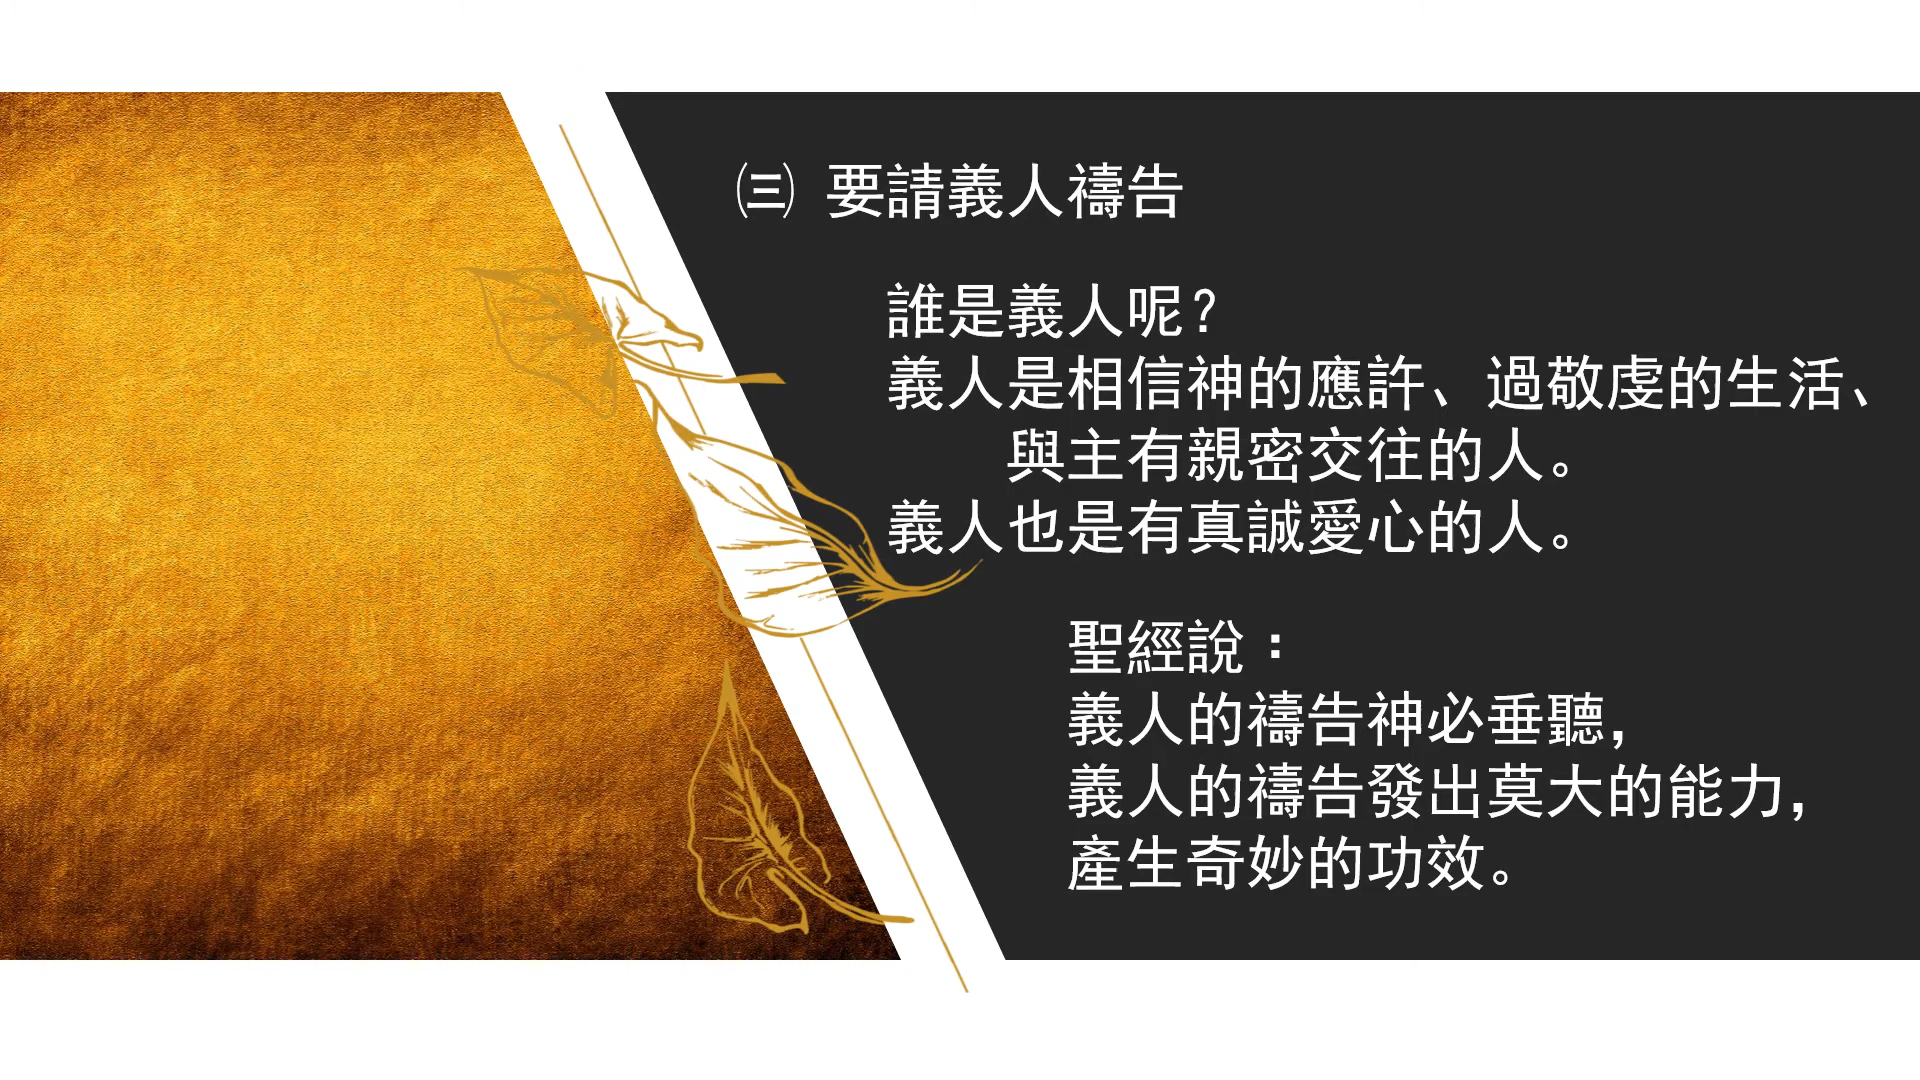 ㈢ 要請義人禱告
誰是義人呢?
義人是相信神的應許、過敬虔的生活、
與主有親密交往的人。
義人也是有真誠愛心的人。
聖經說：
義人的禱告神必垂聽，
義人的禱告發出莫大的能力，
產生奇妙的功效。